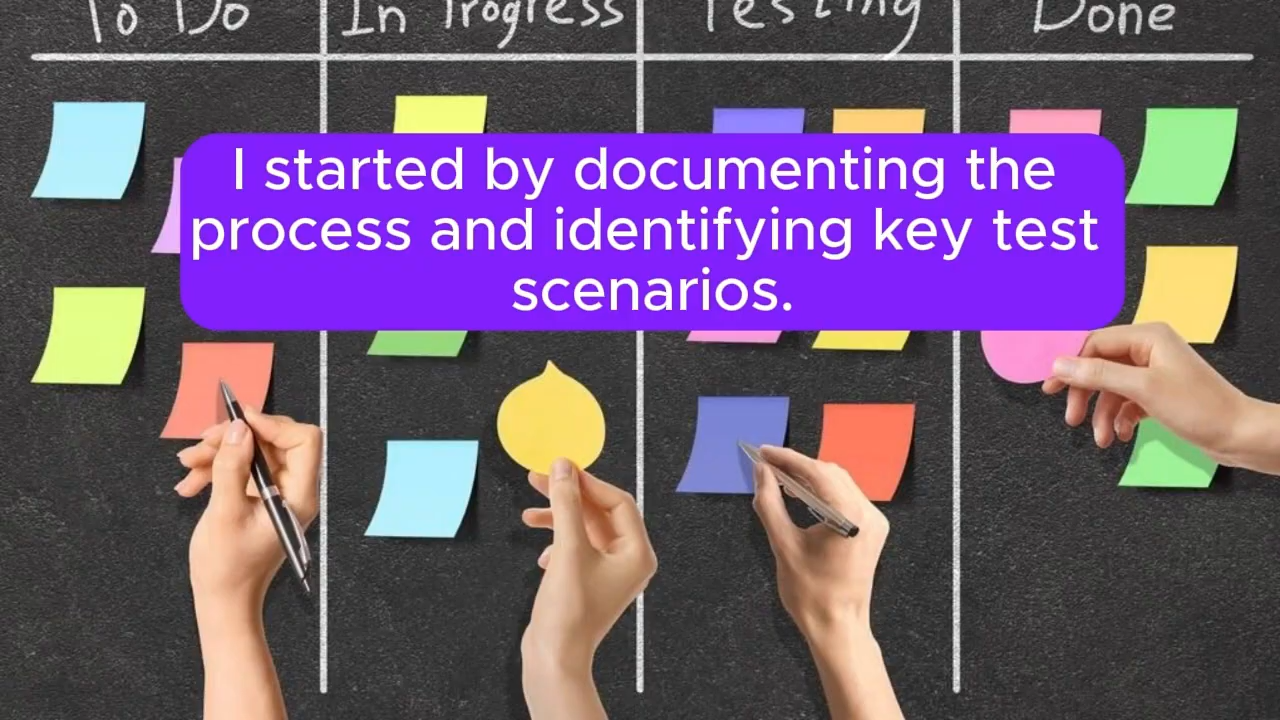 To Do In Progress Testing Done
I started by documenting the
process and identifying key test
scenarios.